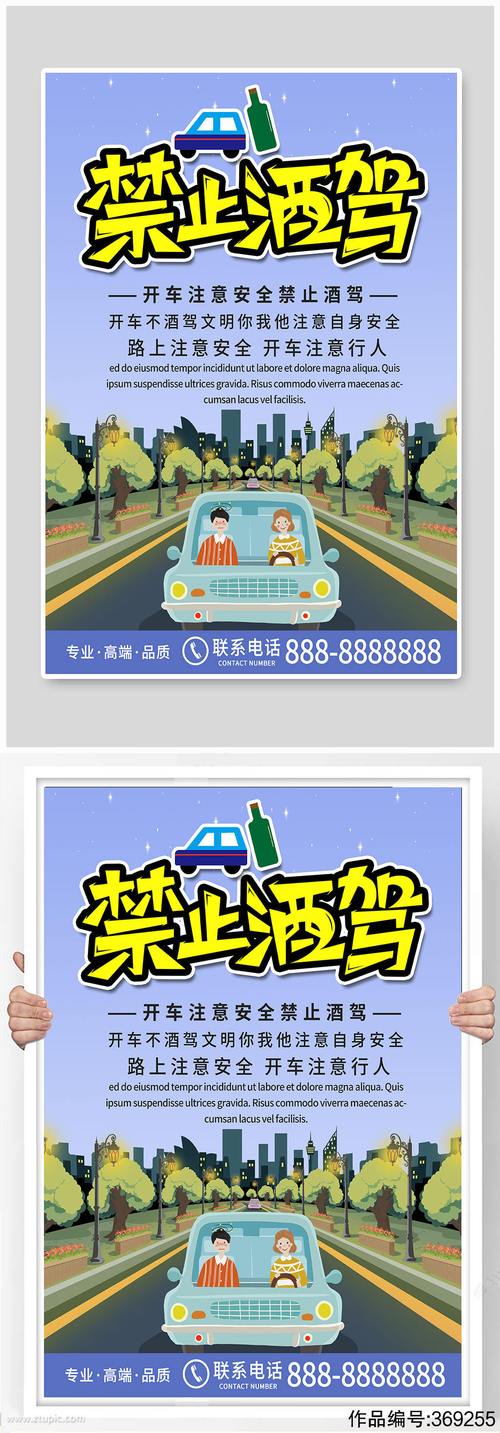 禁止酒驾
开车注意安全禁止酒驾
开车不酒驾文明你我他注意自身安全
路上注意安全 开车注意行人
ed do eiusmod tempor incididunt ut labore et dolore magna aliqua. Quis
ipsum suspendisse ultrices gravida. Risus commodo viverra maecenas ac-
cumsan lacus vel facilisis.
专业·高端·品质 联系电话 888-8888888
CONTACT NUMBER
禁止酒驾
开车注意安全禁止酒驾
开车不酒驾文明你我他注意自身安全
路上注意安全 开车注意行人
ed do eiusmod tempor incididunt ut labore et dolore magna aliqua. Quis
ipsum suspendisse ultrices gravida. Risus commodo viverra maecenas ac-
cumsan lacus vel facilisis.
专业·高端·品质 联系电话 888-8888888
CONTACT NUMBER
www.ztupic.com
作品编号:369255